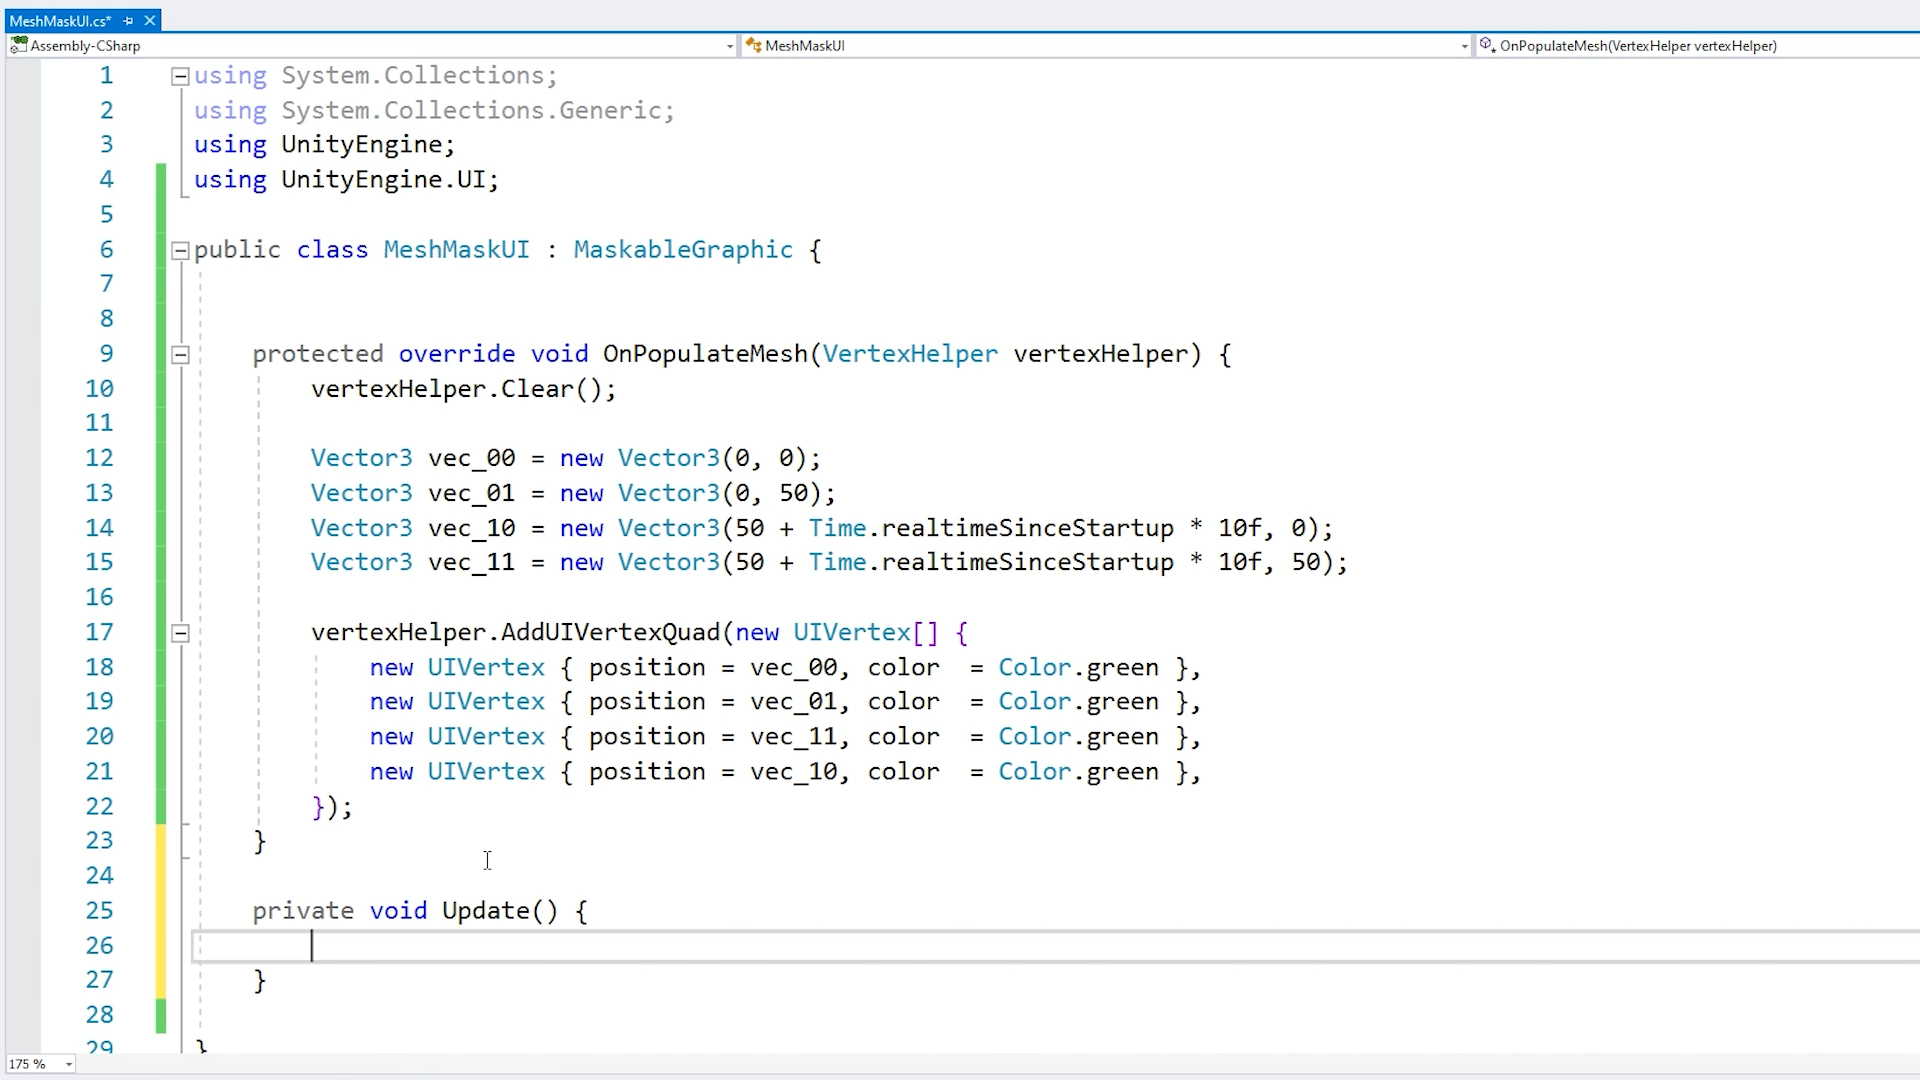 MeshMaskUI.cs*
Assembly-CSharp
MeshMaskUI
OnPopulateMesh(VertexHelper vertexHelper)
1 using System.Collections;
2 using System.Collections.Generic;
3 using UnityEngine;
4 using UnityEngine.UI;
5
6 public class MeshMaskUI : MaskableGraphic {
7
8
9 protected override void OnPopulateMesh(VertexHelper vertexHelper) {
10 vertexHelper.Clear();
11
12 Vector3 vec_00 = new Vector3(0, 0);
13 Vector3 vec_01 = new Vector3(0, 50);
14 Vector3 vec_10 = new Vector3(50 + Time.realtimeSinceStartup * 10f, 0);
15 Vector3 vec_11 = new Vector3(50 + Time.realtimeSinceStartup * 10f, 50);
16
17 vertexHelper.AddUIVertexQuad(new UIVertex[] {
18 new UIVertex { position = vec_00, color  = Color.green },
19 new UIVertex { position = vec_01, color  = Color.green },
20 new UIVertex { position = vec_11, color  = Color.green },
21 new UIVertex { position = vec_10, color  = Color.green },
22 });
23 }
24
25 private void Update() {
26
27 }
28
29 }
175 %